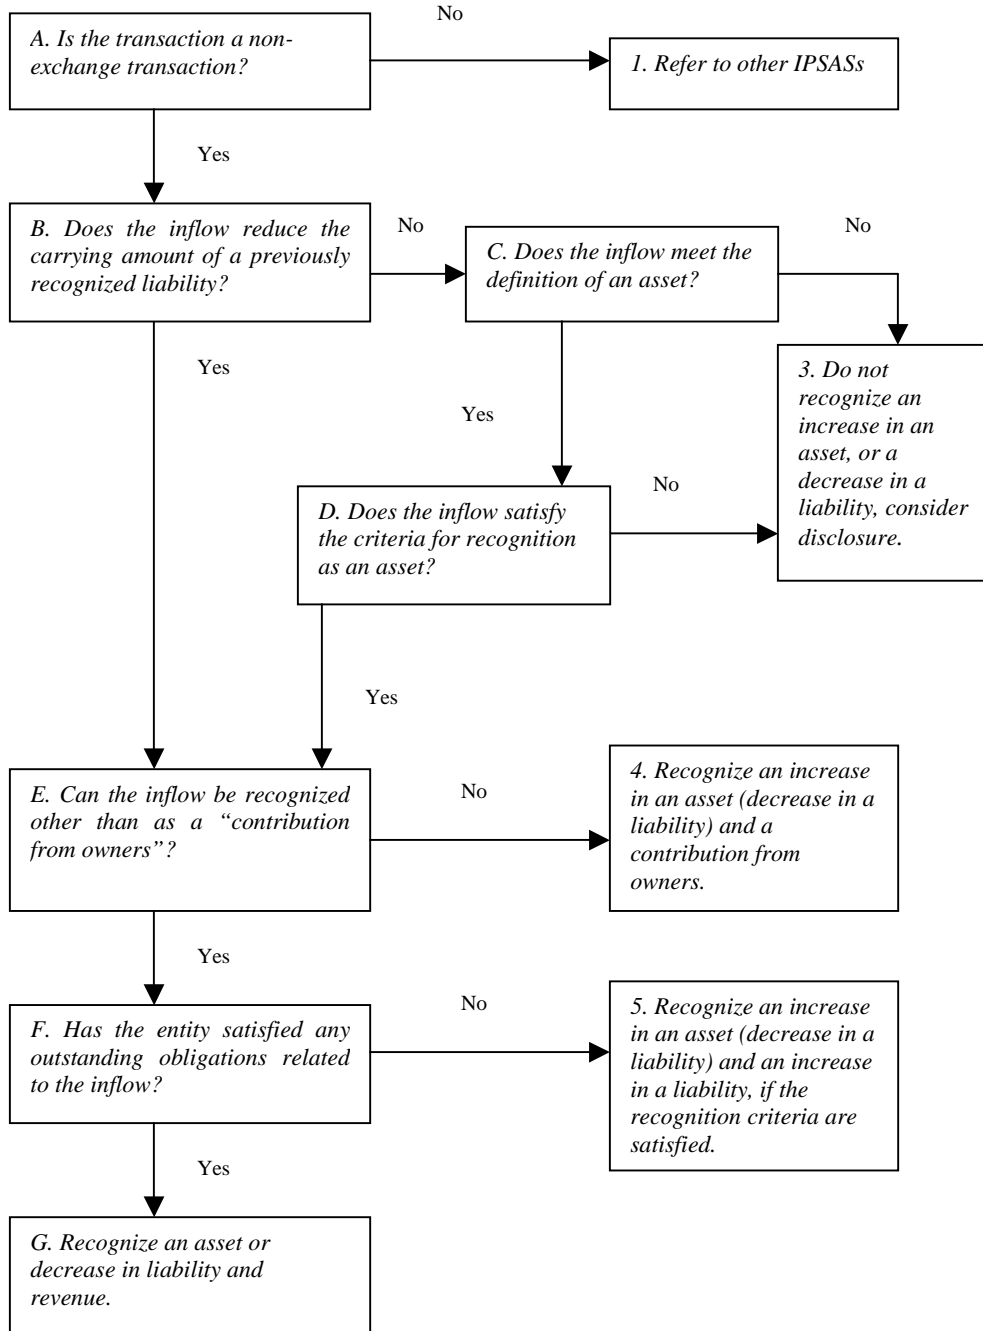 No
A. Is the transaction a non-
exchange transaction?
1. Refer to other IPSASs
Yes
B. Does the inflow reduce the
carrying amount of a previously
recognized liability?
No
C. Does the inflow meet the
definition of an asset?
No
Yes
3. Do not
recognize an
increase in an
asset, or a
decrease in a
liability, consider
disclosure.
Yes
D. Does the inflow satisfy
the criteria for recognition
as an asset?
No
Yes
E. Can the inflow be recognized
other than as a “contribution
from owners”?
No
4. Recognize an increase
in an asset (decrease in a
liability) and a
contribution from
owners.
Yes
F. Has the entity satisfied any
outstanding obligations related
to the inflow?
No
5. Recognize an increase
in an asset (decrease in a
liability) and an increase
in a liability, if the
recognition criteria are
satisfied.
Yes
G. Recognize an asset or
decrease in liability and
revenue.